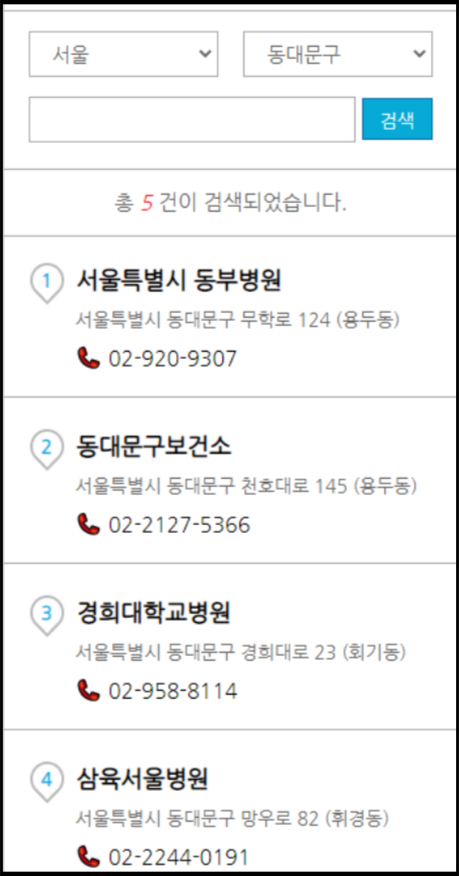 서울 동대문구
검색
총 5 건이 검색되었습니다.
1 서울특별시 동부병원
서울특별시 동대문구 무학로 124 (용두동)
02-920-9307
2 동대문구보건소
서울특별시 동대문구 천호대로 145 (용두동)
02-2127-5366
3 경희대학교병원
서울특별시 동대문구 경희대로 23 (회기동)
02-958-8114
4 삼육서울병원
서울특별시 동대문구 망우로 82 (휘경동)
02-2244-0191